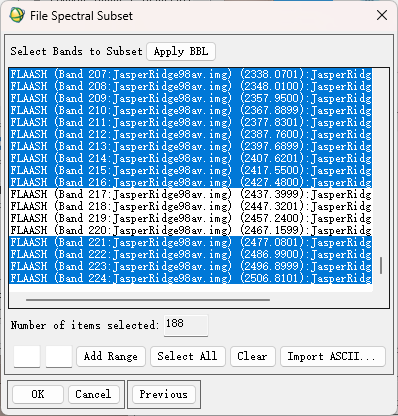 File Spectral Subset
Select Bands to Subset Apply BBL
FLAASH (Band 207:JasperRidge98av.img) (2338.0701):JasperRidg
FLAASH (Band 208:JasperRidge98av.img) (2348.0100):JasperRidg
FLAASH (Band 209:JasperRidge98av.img) (2357.9500):JasperRidg
FLAASH (Band 210:JasperRidge98av.img) (2367.8899):JasperRidg
FLAASH (Band 211:JasperRidge98av.img) (2377.8301):JasperRidg
FLAASH (Band 212:JasperRidge98av.img) (2387.7600):JasperRidg
FLAASH (Band 213:JasperRidge98av.img) (2397.6899):JasperRidg
FLAASH (Band 214:JasperRidge98av.img) (2407.6201):JasperRidg
FLAASH (Band 215:JasperRidge98av.img) (2417.5500):JasperRidg
FLAASH (Band 216:JasperRidge98av.img) (2427.4800):JasperRidg
FLAASH (Band 217:JasperRidge98av.img) (2437.3999):JasperRidg
FLAASH (Band 218:JasperRidge98av.img) (2447.3201):JasperRidg
FLAASH (Band 219:JasperRidge98av.img) (2457.2400):JasperRidg
FLAASH (Band 220:JasperRidge98av.img) (2467.1599):JasperRidg
FLAASH (Band 221:JasperRidge98av.img) (2477.0801):JasperRidg
FLAASH (Band 222:JasperRidge98av.img) (2486.9900):JasperRidg
FLAASH (Band 223:JasperRidge98av.img) (2496.8999):JasperRidg
FLAASH (Band 224:JasperRidge98av.img) (2506.8101):JasperRidg
Number of items selected: 188
Add Range Select All Clear Import ASCII...
OK Cancel Previous